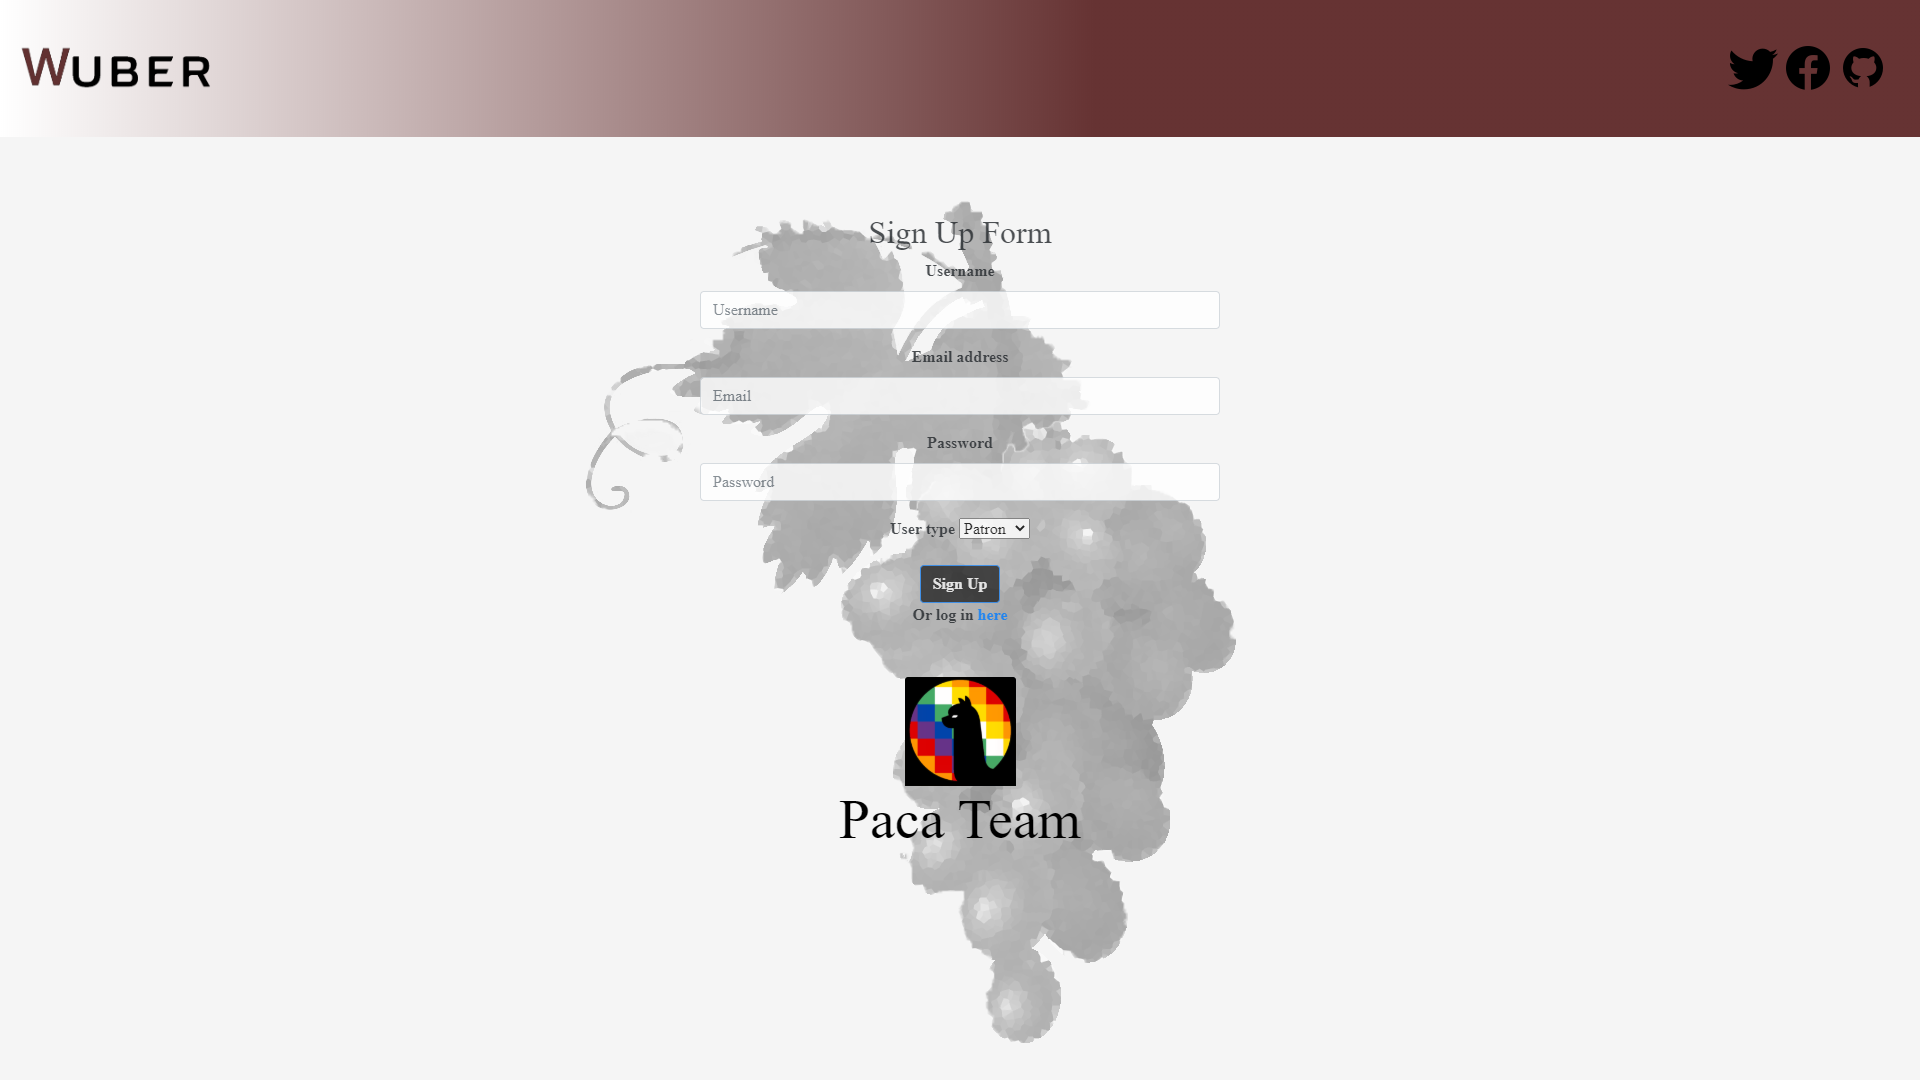 WUBER
Sign Up Form
Username
Username
Email address
Email
Password
Password
User type Patron
Sign Up
Or log in here
Paca Team